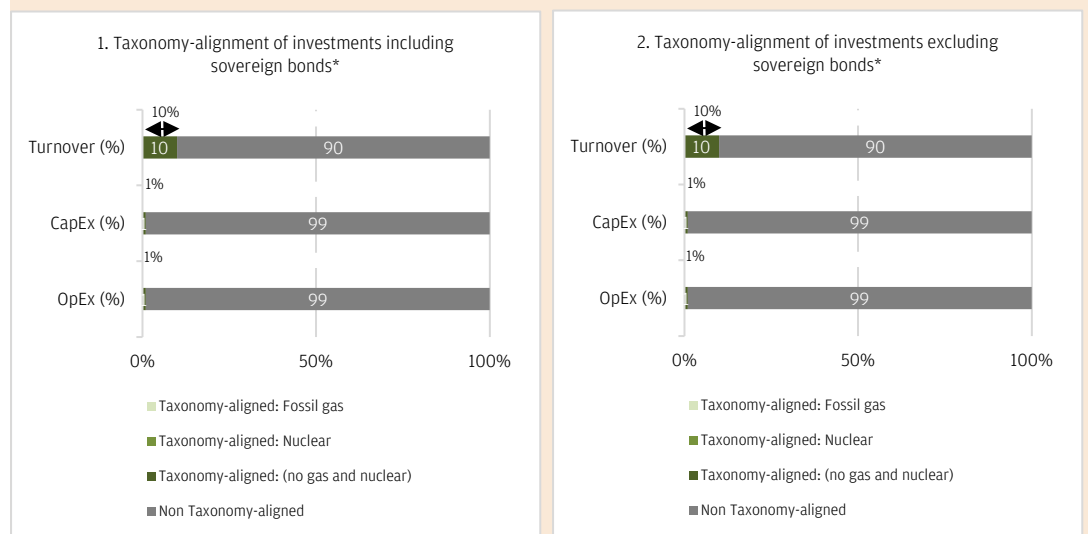 1. Taxonomy-alignment of investments including
sovereign bonds*
10%
Turnover (%)
10
90
1%
CapEx (%)
1
99
1%
OpEx (%)
1
99
0%
50%
100%
Taxonomy-aligned: Fossil gas
Taxonomy-aligned: Nuclear
Taxonomy-aligned: (no gas and nuclear)
Non Taxonomy-aligned
2. Taxonomy-alignment of investments excluding
sovereign bonds*
10%
Turnover (%)
10
90
1%
CapEx (%)
1
99
1%
OpEx (%)
1
99
0%
50%
100%
Taxonomy-aligned: Fossil gas
Taxonomy-aligned: Nuclear
Taxonomy-aligned: (no gas and nuclear)
Non Taxonomy-aligned